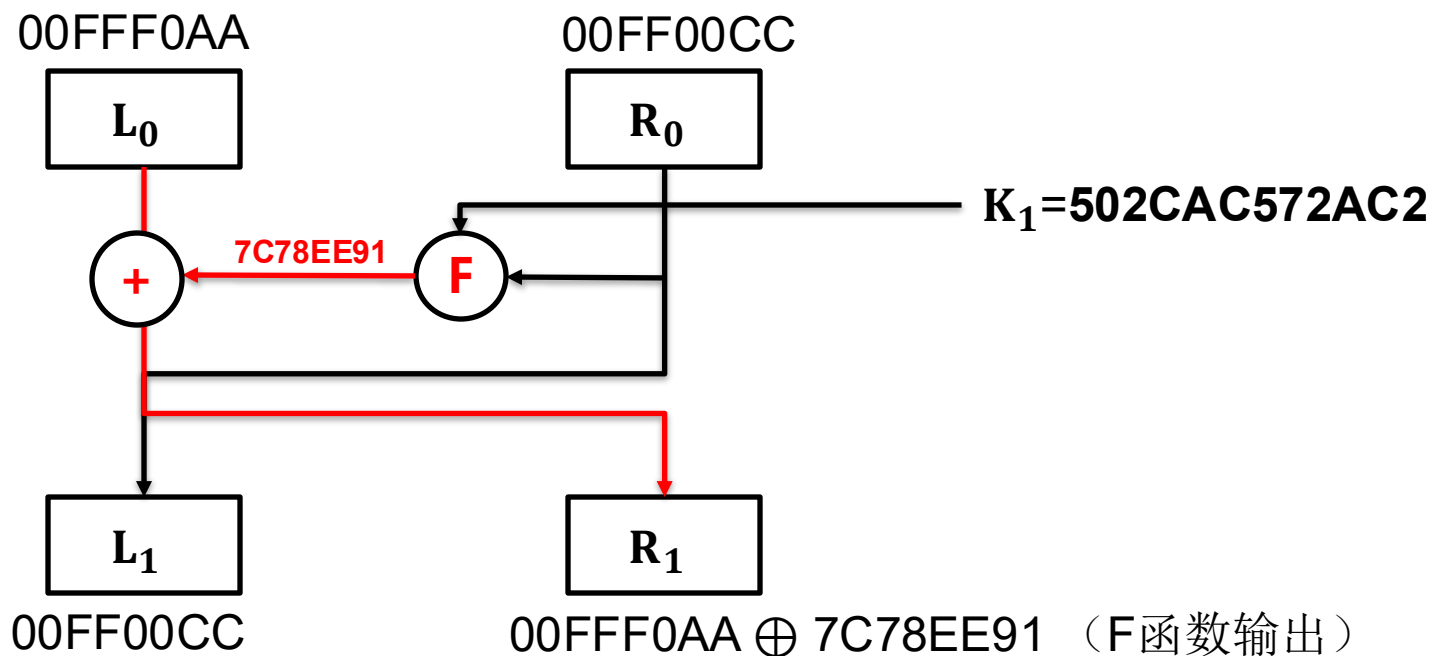 00FFF0AA
00FF00CC
L₀
R₀
K₁=502CAC572AC2
+
7C78EE91
F
L₁
R₁
00FF00CC
00FFF0AA ⊕ 7C78EE91 （F函数输出）